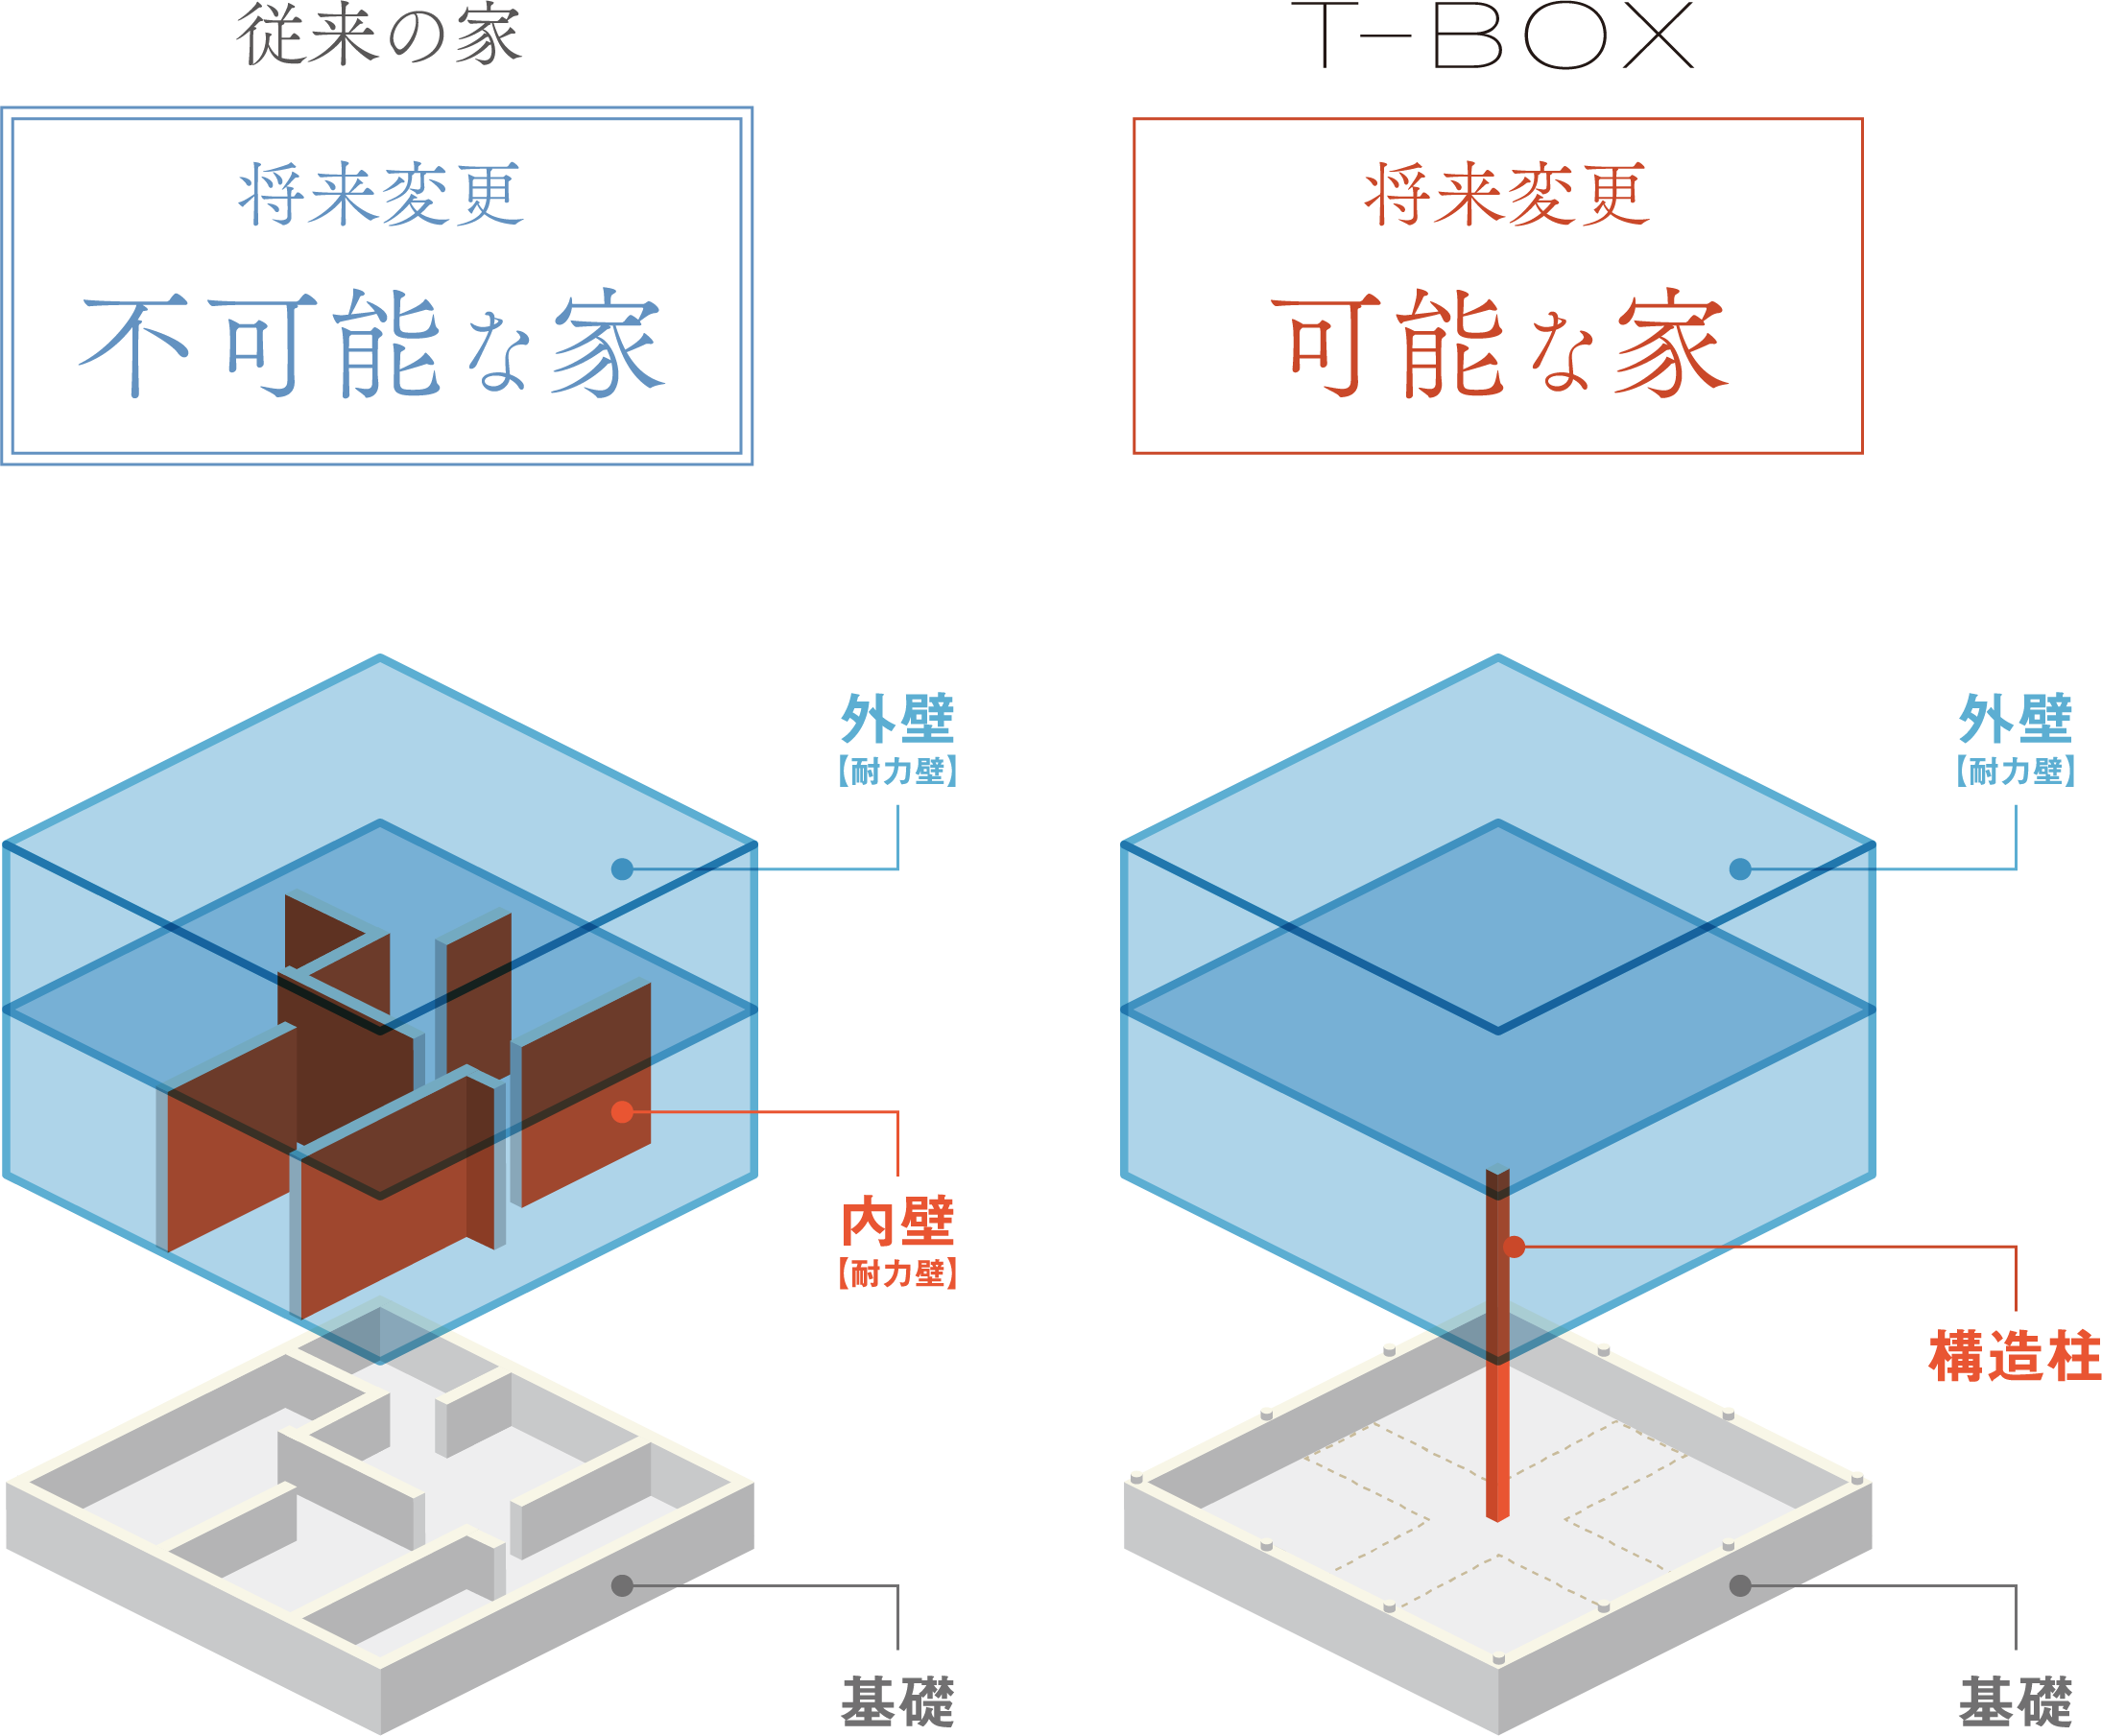 従来の家
将来変更
不可能な家
外壁
【耐力壁】
内壁
【耐力壁】
基礎
T-BOX
将来変更
可能な家
外壁
【耐力壁】
構造柱
基礎